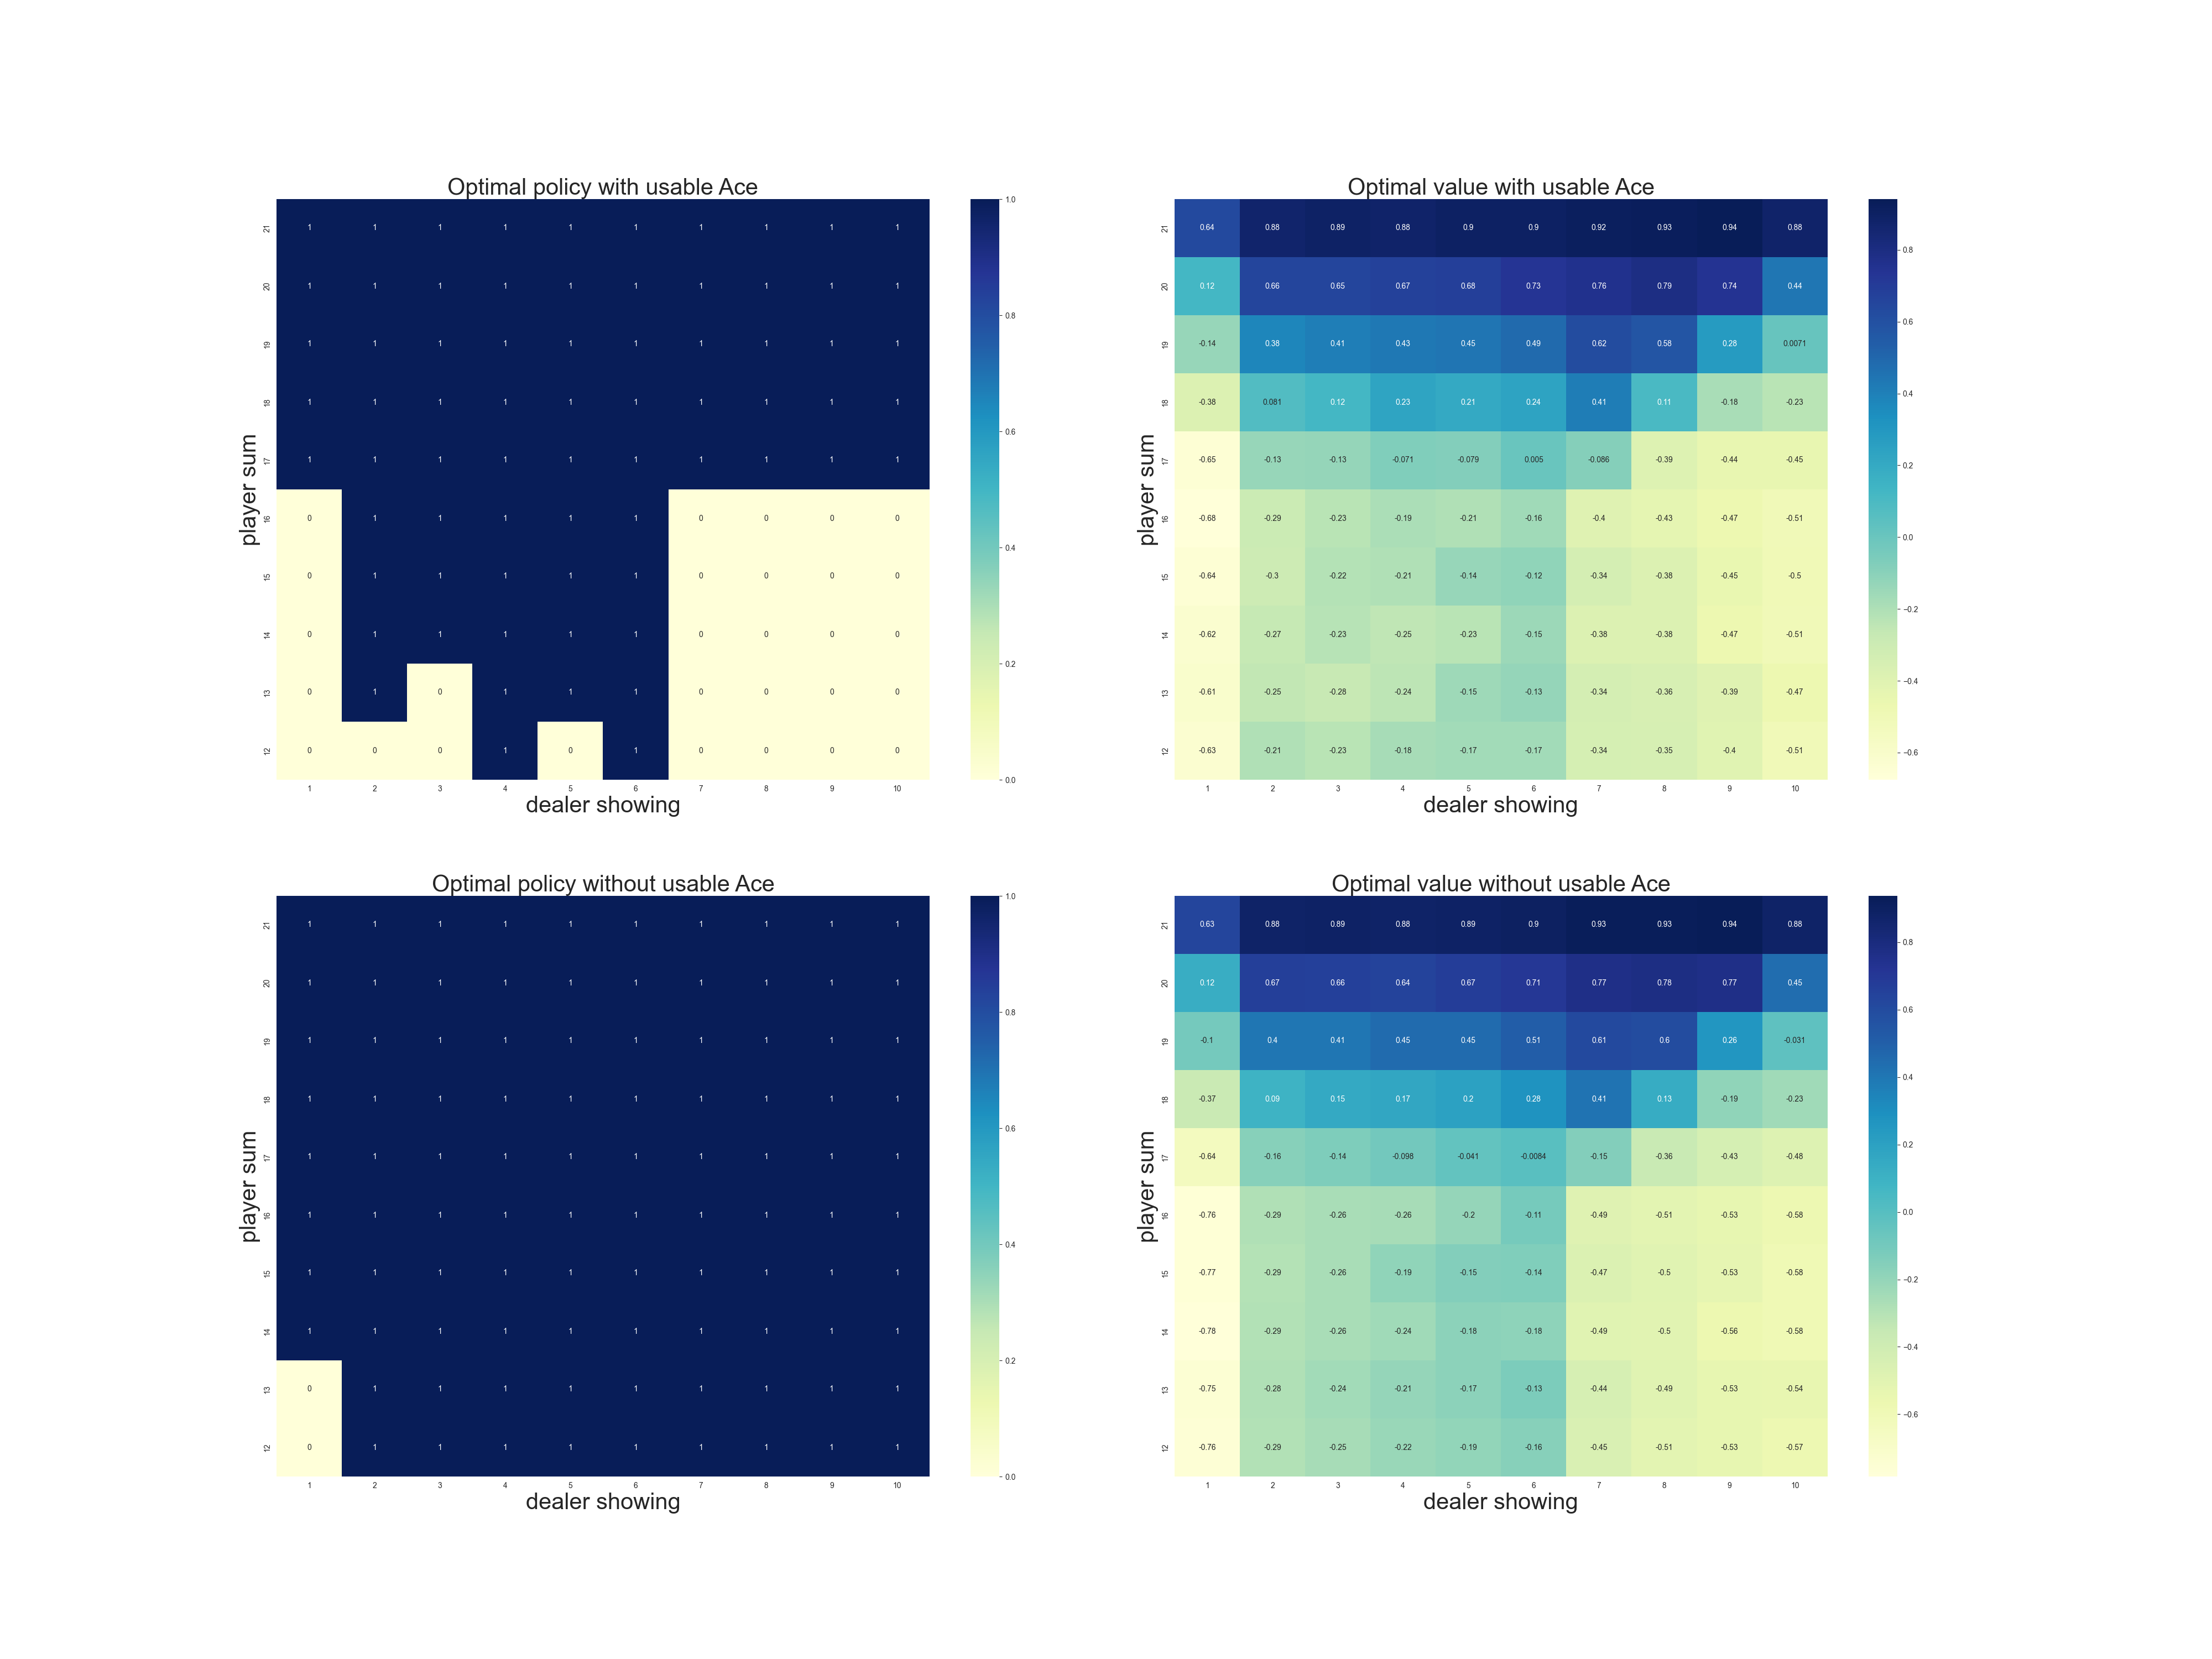 Optimal policy with usable Ace
21 1 1 1 1 1 1 1 1 1 1
20 1 1 1 1 1 1 1 1 1 1
19 1 1 1 1 1 1 1 1 1 1
18 1 1 1 1 1 1 1 1 1 1
17 1 1 1 1 1 1 1 1 1 1
16 0 1 1 1 1 1 0 0 0 0
15 0 1 1 1 1 1 0 0 0 0
14 0 1 1 1 1 1 0 0 0 0
13 0 1 0 1 1 1 0 0 0 0
12 0 0 0 1 0 1 0 0 0 0
1 2 3 4 5 6 7 8 9 10
player sum
dealer showing
1.0
0.8
0.6
0.4
0.2
0.0
Optimal value with usable Ace
21 0.64 0.88 0.89 0.88 0.9 0.9 0.92 0.93 0.94 0.88
20 0.12 0.66 0.65 0.67 0.68 0.73 0.76 0.79 0.74 0.44
19 -0.14 0.38 0.41 0.43 0.45 0.49 0.62 0.58 0.28 0.0071
18 -0.38 0.081 0.12 0.23 0.21 0.24 0.41 0.11 -0.18 -0.23
17 -0.65 -0.13 -0.13 -0.071 -0.079 0.005 -0.086 -0.39 -0.44 -0.45
16 -0.68 -0.29 -0.23 -0.19 -0.21 -0.16 -0.4 -0.43 -0.47 -0.51
15 -0.64 -0.3 -0.22 -0.21 -0.14 -0.12 -0.34 -0.38 -0.45 -0.5
14 -0.62 -0.27 -0.23 -0.25 -0.23 -0.15 -0.38 -0.38 -0.47 -0.51
13 -0.61 -0.25 -0.28 -0.24 -0.15 -0.13 -0.34 -0.36 -0.39 -0.47
12 -0.63 -0.21 -0.23 -0.18 -0.17 -0.17 -0.34 -0.35 -0.4 -0.51
1 2 3 4 5 6 7 8 9 10
player sum
dealer showing
0.8
0.6
0.4
0.2
0.0
−0.2
−0.4
−0.6
Optimal policy without usable Ace
21 1 1 1 1 1 1 1 1 1 1
20 1 1 1 1 1 1 1 1 1 1
19 1 1 1 1 1 1 1 1 1 1
18 1 1 1 1 1 1 1 1 1 1
17 1 1 1 1 1 1 1 1 1 1
16 1 1 1 1 1 1 1 1 1 1
15 1 1 1 1 1 1 1 1 1 1
14 1 1 1 1 1 1 1 1 1 1
13 0 1 1 1 1 1 1 1 1 1
12 0 1 1 1 1 1 1 1 1 1
1 2 3 4 5 6 7 8 9 10
player sum
dealer showing
1.0
0.8
0.6
0.4
0.2
0.0
Optimal value without usable Ace
21 0.63 0.88 0.89 0.88 0.89 0.9 0.93 0.93 0.94 0.88
20 0.12 0.67 0.66 0.64 0.67 0.71 0.77 0.78 0.77 0.45
19 -0.1 0.4 0.41 0.45 0.45 0.51 0.61 0.6 0.26 -0.031
18 -0.37 0.09 0.15 0.17 0.2 0.28 0.41 0.13 -0.19 -0.23
17 -0.64 -0.16 -0.14 -0.098 -0.041 -0.0084 -0.15 -0.36 -0.43 -0.48
16 -0.76 -0.29 -0.26 -0.26 -0.2 -0.11 -0.49 -0.51 -0.53 -0.58
15 -0.77 -0.29 -0.26 -0.19 -0.15 -0.14 -0.47 -0.5 -0.53 -0.58
14 -0.78 -0.29 -0.26 -0.24 -0.18 -0.18 -0.49 -0.5 -0.56 -0.58
13 -0.75 -0.28 -0.24 -0.21 -0.17 -0.13 -0.44 -0.49 -0.53 -0.54
12 -0.76 -0.29 -0.25 -0.22 -0.19 -0.16 -0.45 -0.51 -0.53 -0.57
1 2 3 4 5 6 7 8 9 10
player sum
dealer showing
0.8
0.6
0.4
0.2
0.0
−0.2
−0.4
−0.6